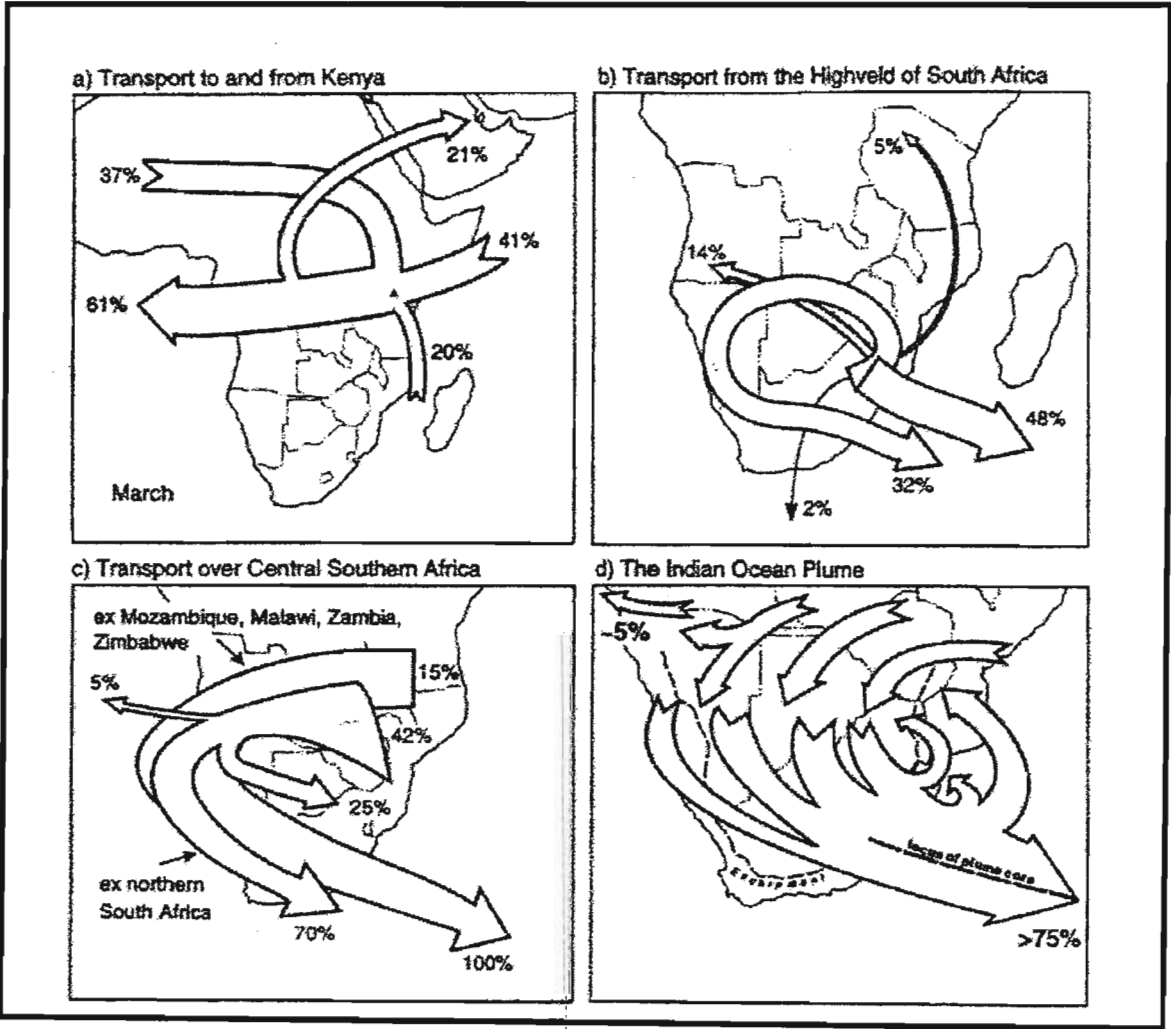 a) Transport to and from Kenya
37%
21%
41%
61%
20%
March
b) Transport from the Highveld of South Africa
5%
14%
48%
32%
2%
c) Transport over Central Southern Africa
ex Mozambique, Malawi, Zambia,
Zimbabwe
5%
15%
42%
25%
ex northern
South Africa
70%
100%
d) The Indian Ocean Plume
~5%
locus of plume core
Escarpment
>75%